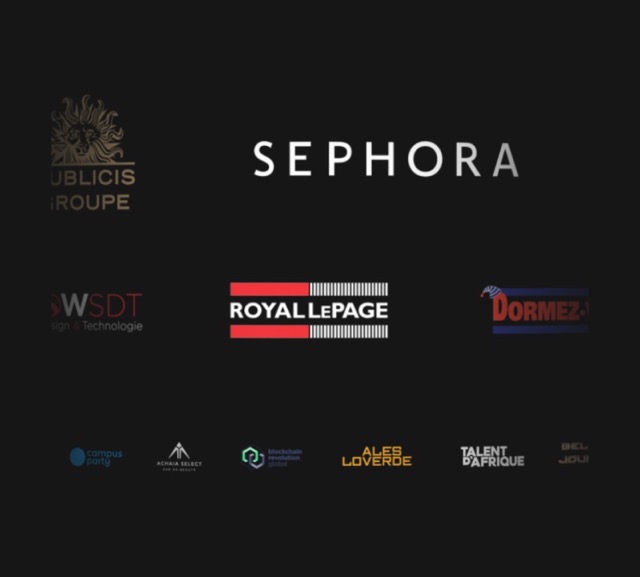 UBLICIS
ROUPE
SEPHORA
WSDT
sign & Technologie
ROYAL LEPAGE
DORMEZ-
campus
party
ACHAIA SELECT
blockchain
revolution
global
ALES
LOVERDE
TALENT
D'AFRIQUE
JOU